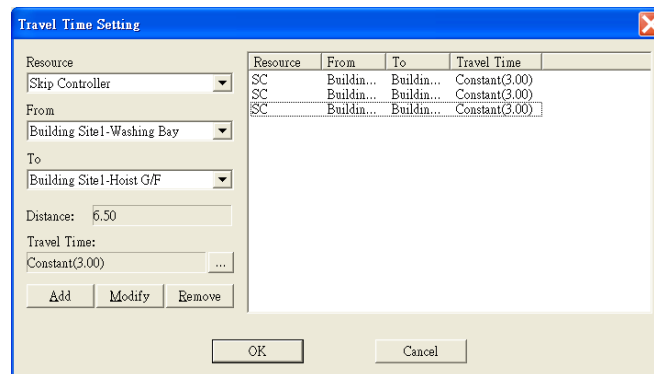 Travel Time Setting
Resource
Skip Controller
From
Building Site1-Washing Bay
To
Building Site1-Hoist G/F
Distance: 6.50
Travel Time:
Constant(3.00)
...
Add Modify Remove
Resource From To Travel Time
SC Buildin... Buildin... Constant(3.00)
SC Buildin... Buildin... Constant(3.00)
SC Buildin... Buildin... Constant(3.00)
OK Cancel